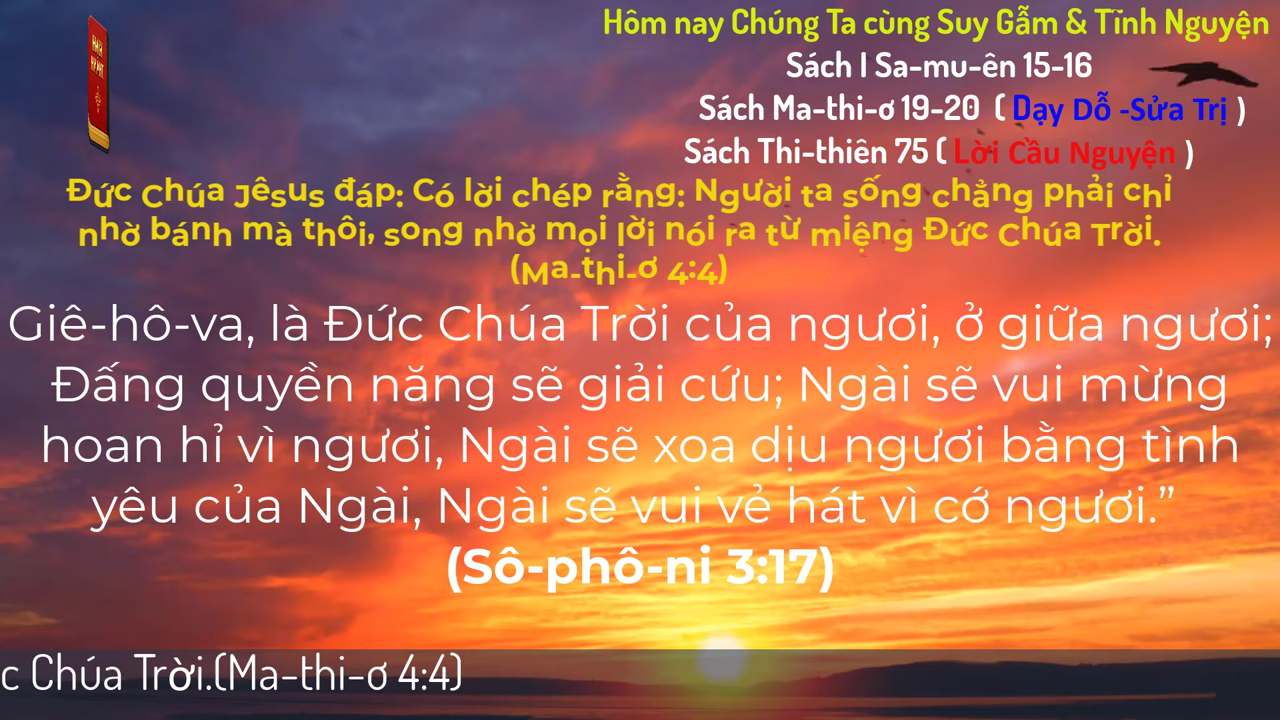 Hôm nay Chúng Ta cùng Suy Gẫm & Tĩnh Nguyện
Sách I Sa-mu-ên 15-16
Sách Ma-thi-ơ 19-20 ( Dạy Dỗ -Sửa Trị )
Sách Thi-thiên 75 ( Lời Cầu Nguyện )
Đức Chúa Jêsus đáp: Có lời chép rằng: Người ta sống chẳng phải chỉ
nhờ bánh mà thôi, song nhờ mọi lời nói ra từ miệng Đức Chúa Trời.
(Ma-thi-ơ 4:4)
Giê-hô-va, là Đức Chúa Trời của ngươi, ở giữa ngươi;
Đấng quyền năng sẽ giải cứu; Ngài sẽ vui mừng
hoan hỉ vì ngươi, Ngài sẽ xoa dịu ngươi bằng tình
yêu của Ngài, Ngài sẽ vui vẻ hát vì cớ ngươi.”
(Sô-phô-ni 3:17)
c Chúa Trời.(Ma-thi-ơ 4:4)